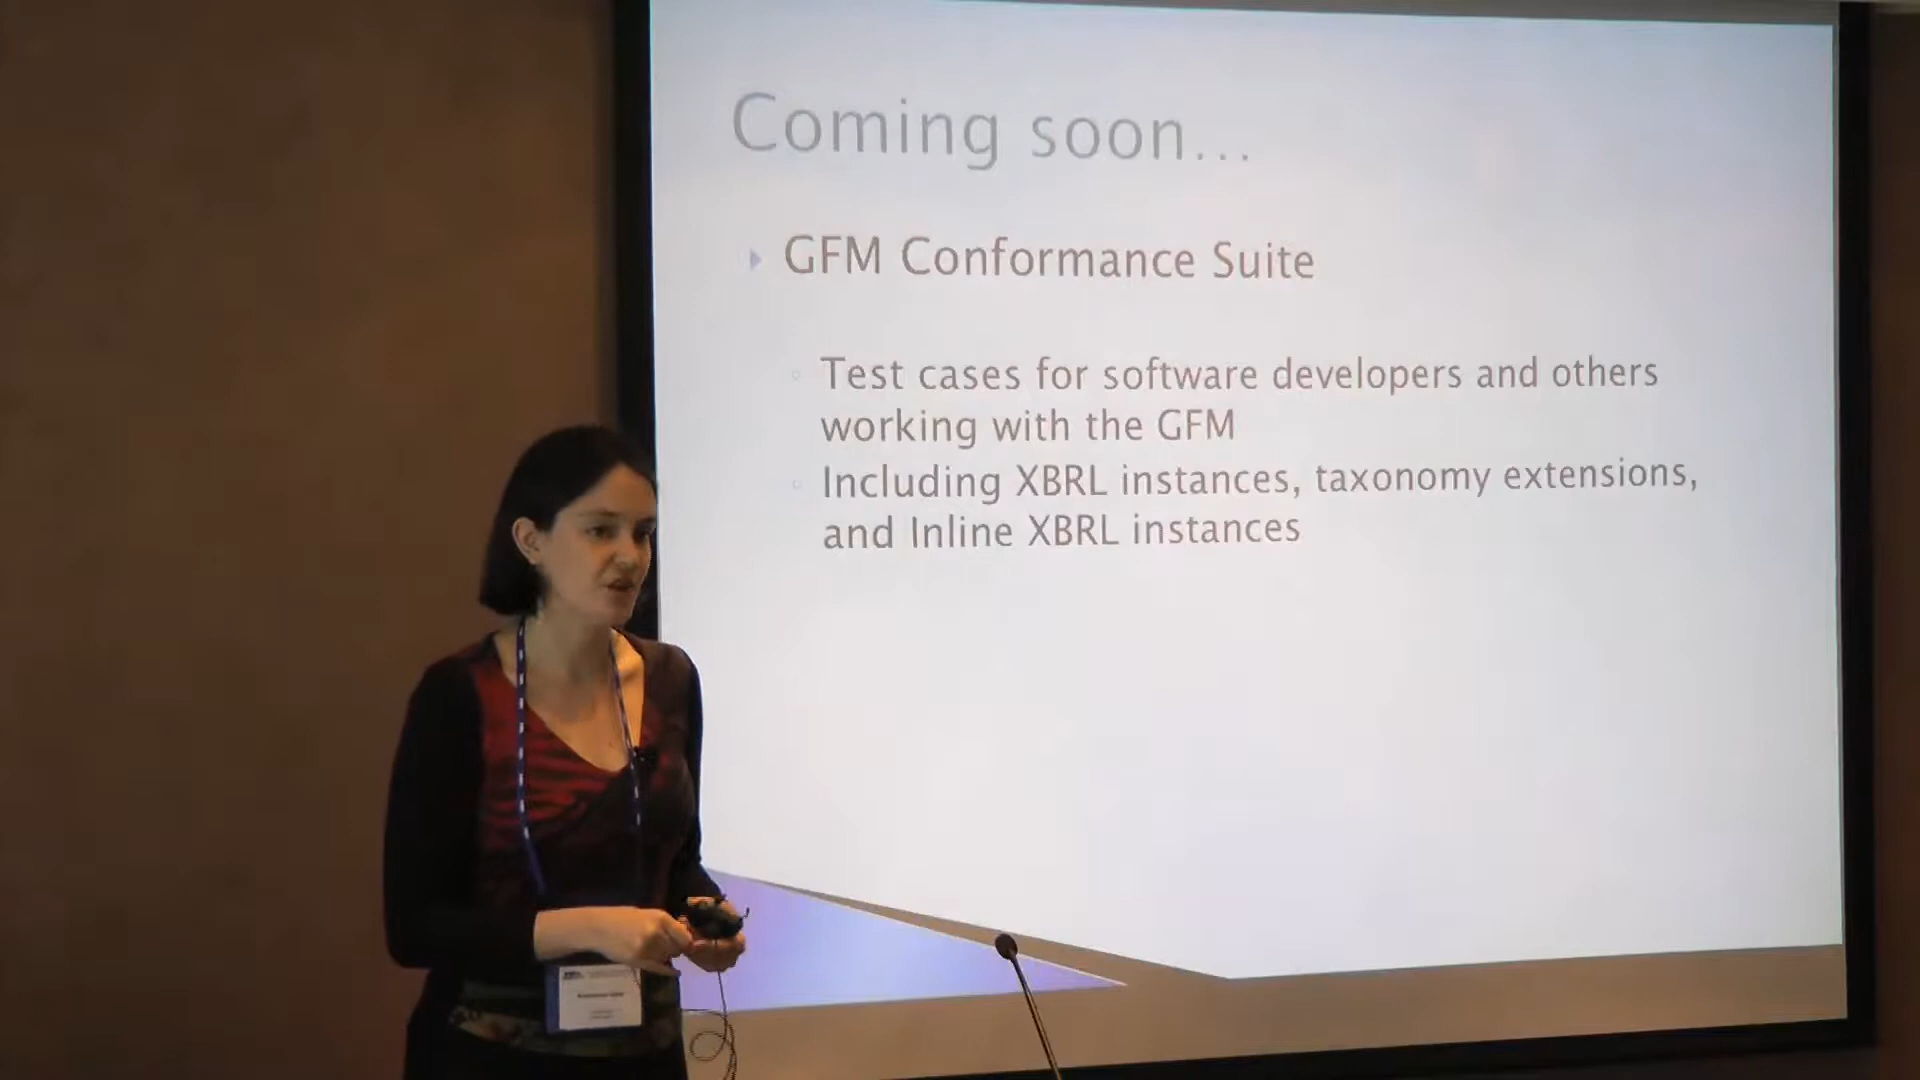 Coming soon...
GFM Conformance Suite
Test cases for software developers and others
working with the GFM
Including XBRL instances, taxonomy extensions,
and Inline XBRL instances